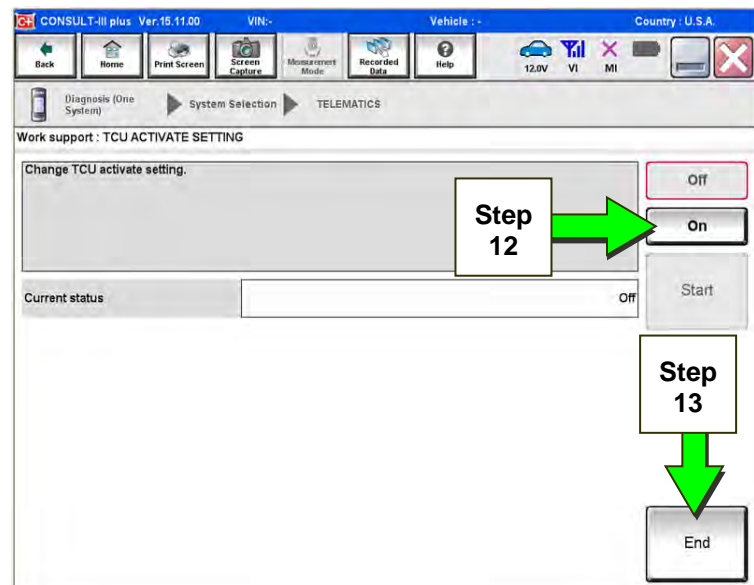 C+ CONSULT-III plus Ver.15.11.00 VIN:- Vehicle : - Country : U.S.A.
Back Home Print Screen Screen Capture Measurement Mode Recorded Data Help 12.0V VI MI
Diagnosis (One System) System Selection TELEMATICS
Work support : TCU ACTIVATE SETTING
Change TCU activate setting.
Off
Step 12
On
Current status Off
Start
Step 13
End